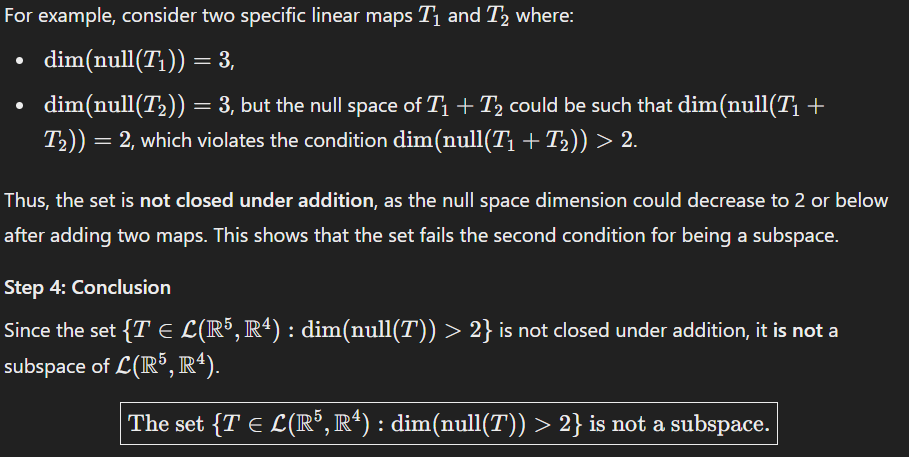 For example, consider two specific linear maps T₁ and T₂ where:
• dim(null(T₁)) = 3,
• dim(null(T₂)) = 3, but the null space of T₁ + T₂ could be such that dim(null(T₁ +
T₂)) = 2, which violates the condition dim(null(T₁ + T₂)) > 2.
Thus, the set is not closed under addition, as the null space dimension could decrease to 2 or below
after adding two maps. This shows that the set fails the second condition for being a subspace.
Step 4: Conclusion
Since the set {T ∈ ℒ(ℝ⁵, ℝ⁴) : dim(null(T)) > 2} is not closed under addition, it is not a
subspace of ℒ(ℝ⁵, ℝ⁴).
The set {T ∈ ℒ(ℝ⁵, ℝ⁴) : dim(null(T)) > 2} is not a subspace.